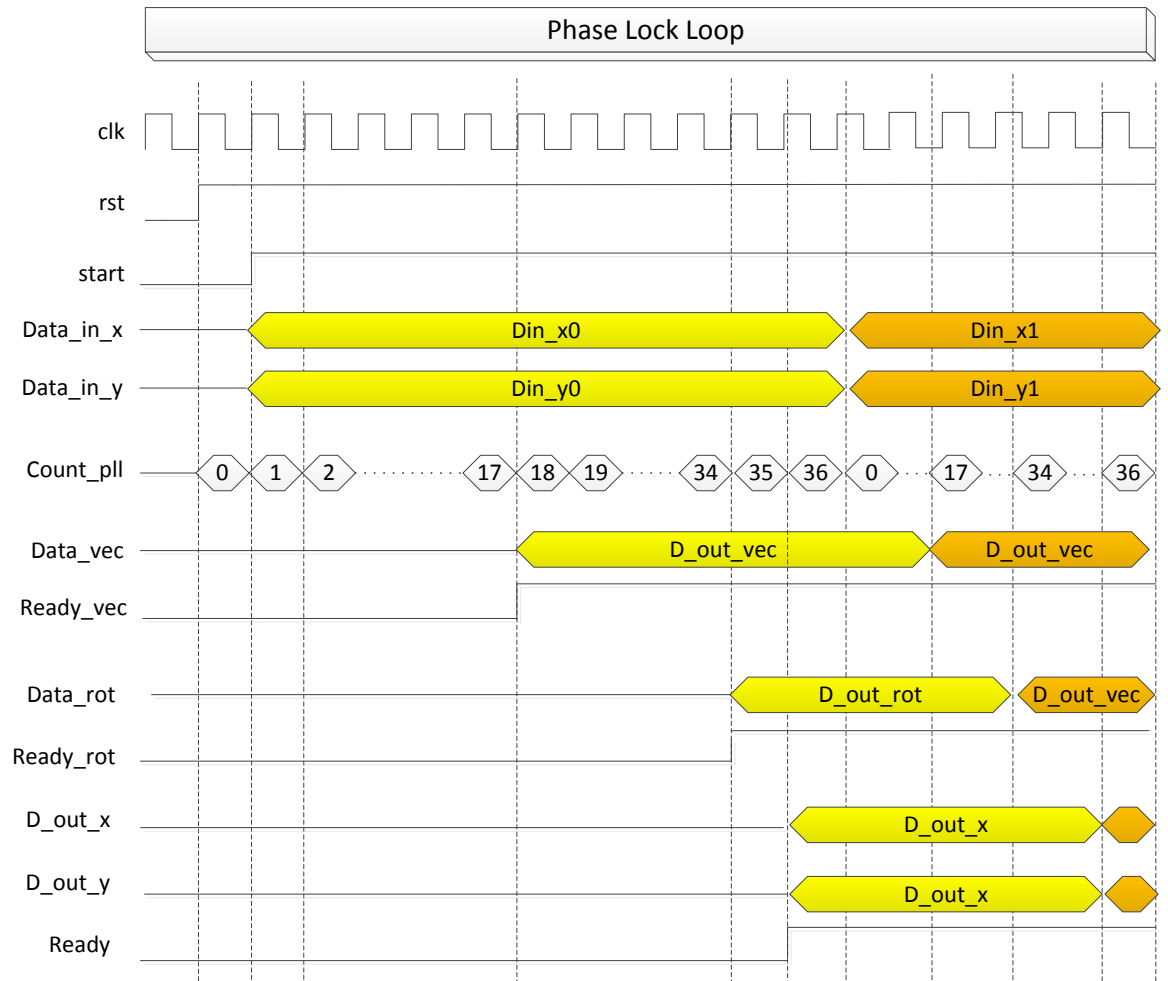 Phase Lock Loop
clk
rst
start
Data_in_x Din_x0 Din_x1
Data_in_y Din_y0 Din_y1
Count_pll 0 1 2 17 18 19 34 35 36 0 17 34 36
Data_vec D_out_vec D_out_vec
Ready_vec
Data_rot D_out_rot D_out_vec
Ready_rot
D_out_x D_out_x
D_out_y D_out_x
Ready